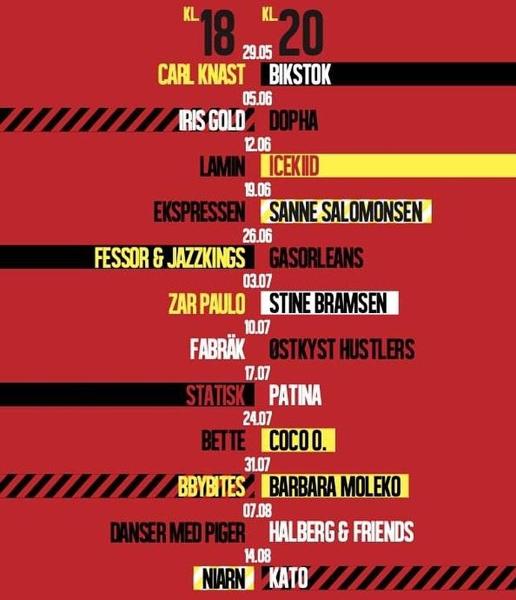 KL. 18 KL. 20
29.05
CARL KNAST BIKSTOK
05.06
IRIS GOLD DOPHA
12.06
LAMIN ICEKIID
19.06
EKSPRESSEN SANNE SALOMONSEN
26.06
FESSOR & JAZZKINGS GASORLEANS
03.07
ZAR PAULO STINE BRAMSEN
10.07
FABRÄK ØSTKYST HUSTLERS
17.07
STATISK PATINA
24.07
BETTE COCO O.
31.07
BBYBITES BARBARA MOLEKO
07.08
DANSER MED PIGER HALBERG & FRIENDS
14.08
NIARN KATO